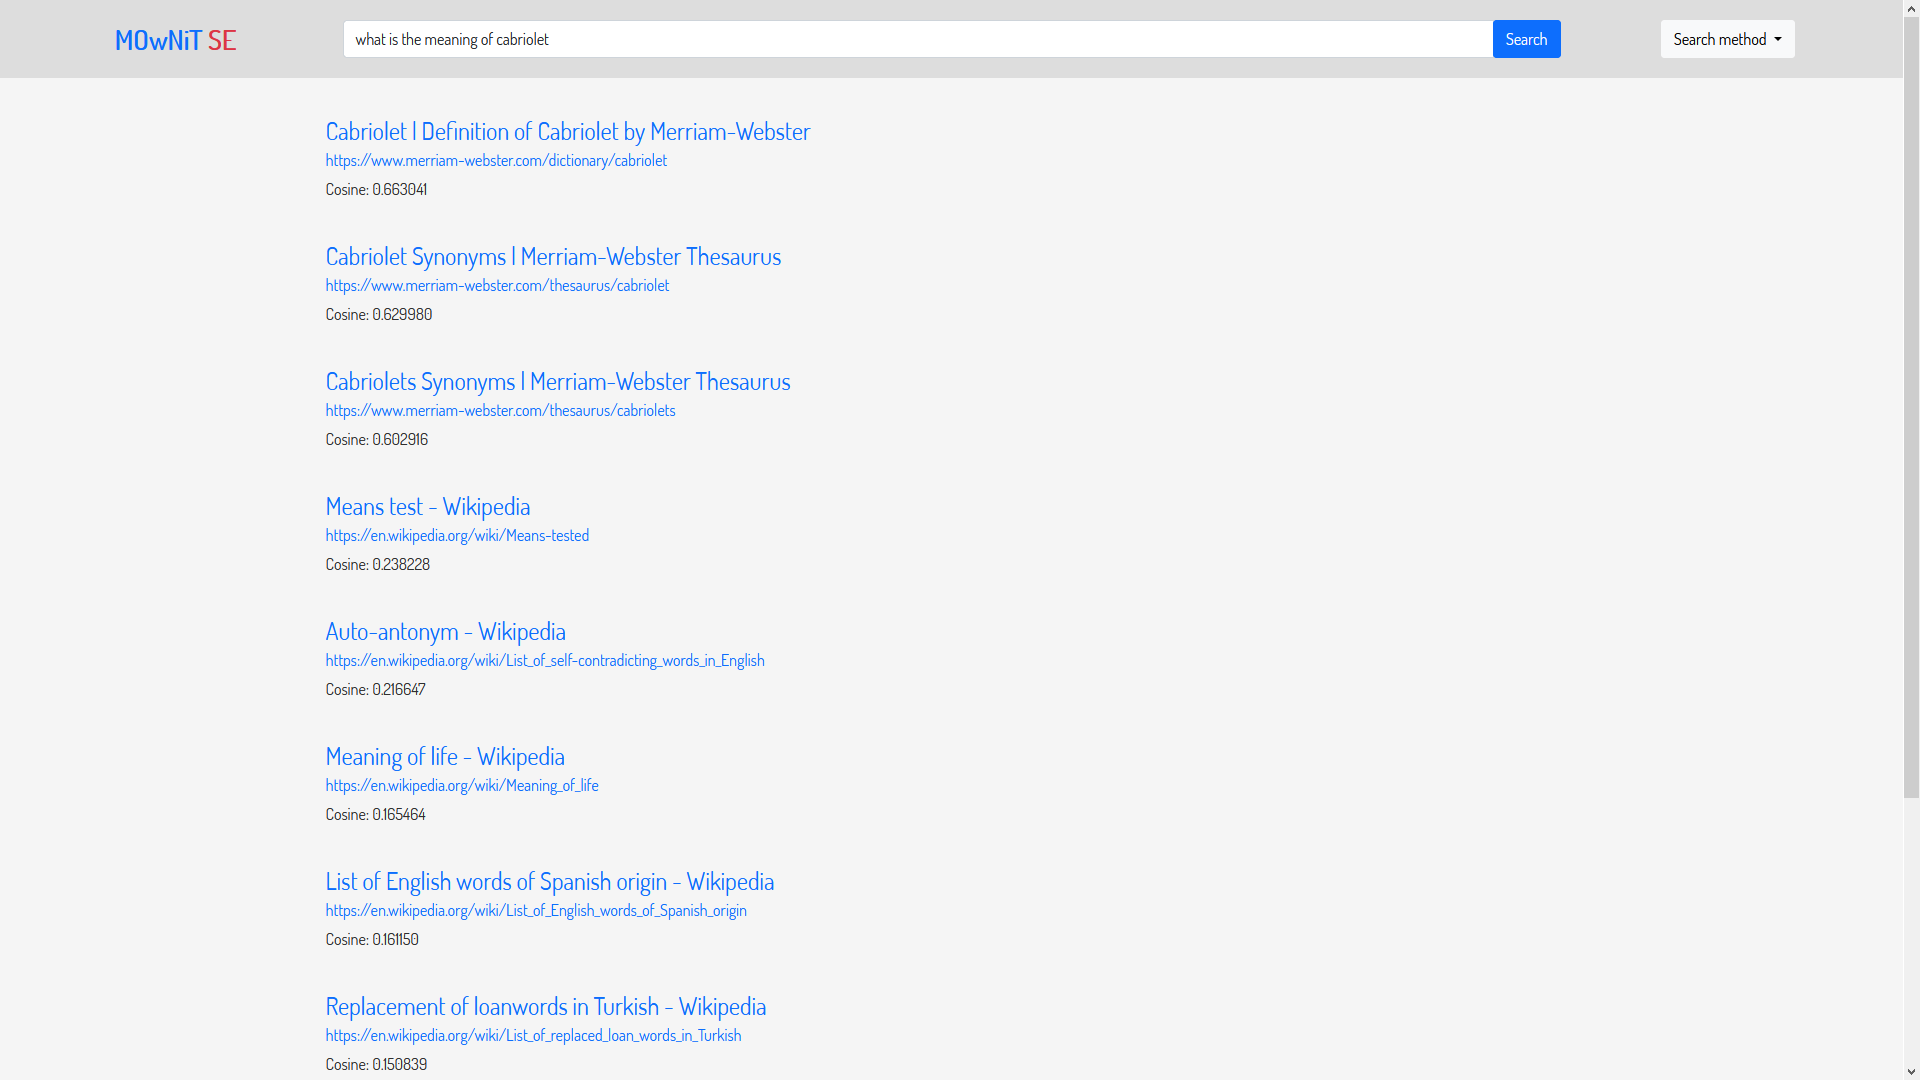 MOwNiT SE
what is the meaning of cabriolet
Search
Search method
Cabriolet | Definition of Cabriolet by Merriam-Webster
https://www.merriam-webster.com/dictionary/cabriolet
Cosine: 0.663041
Cabriolet Synonyms | Merriam-Webster Thesaurus
https://www.merriam-webster.com/thesaurus/cabriolet
Cosine: 0.629980
Cabriolets Synonyms | Merriam-Webster Thesaurus
https://www.merriam-webster.com/thesaurus/cabriolets
Cosine: 0.602916
Means test - Wikipedia
https://en.wikipedia.org/wiki/Means-tested
Cosine: 0.238228
Auto-antonym - Wikipedia
https://en.wikipedia.org/wiki/List_of_self-contradicting_words_in_English
Cosine: 0.216647
Meaning of life - Wikipedia
https://en.wikipedia.org/wiki/Meaning_of_life
Cosine: 0.165464
List of English words of Spanish origin - Wikipedia
https://en.wikipedia.org/wiki/List_of_English_words_of_Spanish_origin
Cosine: 0.161150
Replacement of loanwords in Turkish - Wikipedia
https://en.wikipedia.org/wiki/List_of_replaced_loan_words_in_Turkish
Cosine: 0.150839